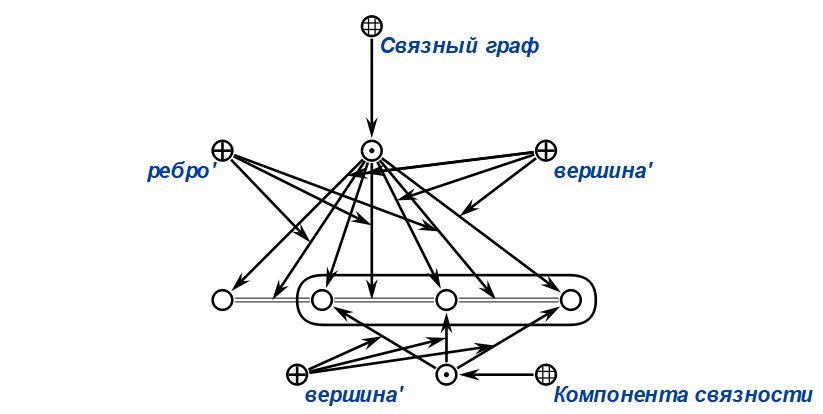 Связный граф
ребро'
вершина'
вершина'
Компонента связности